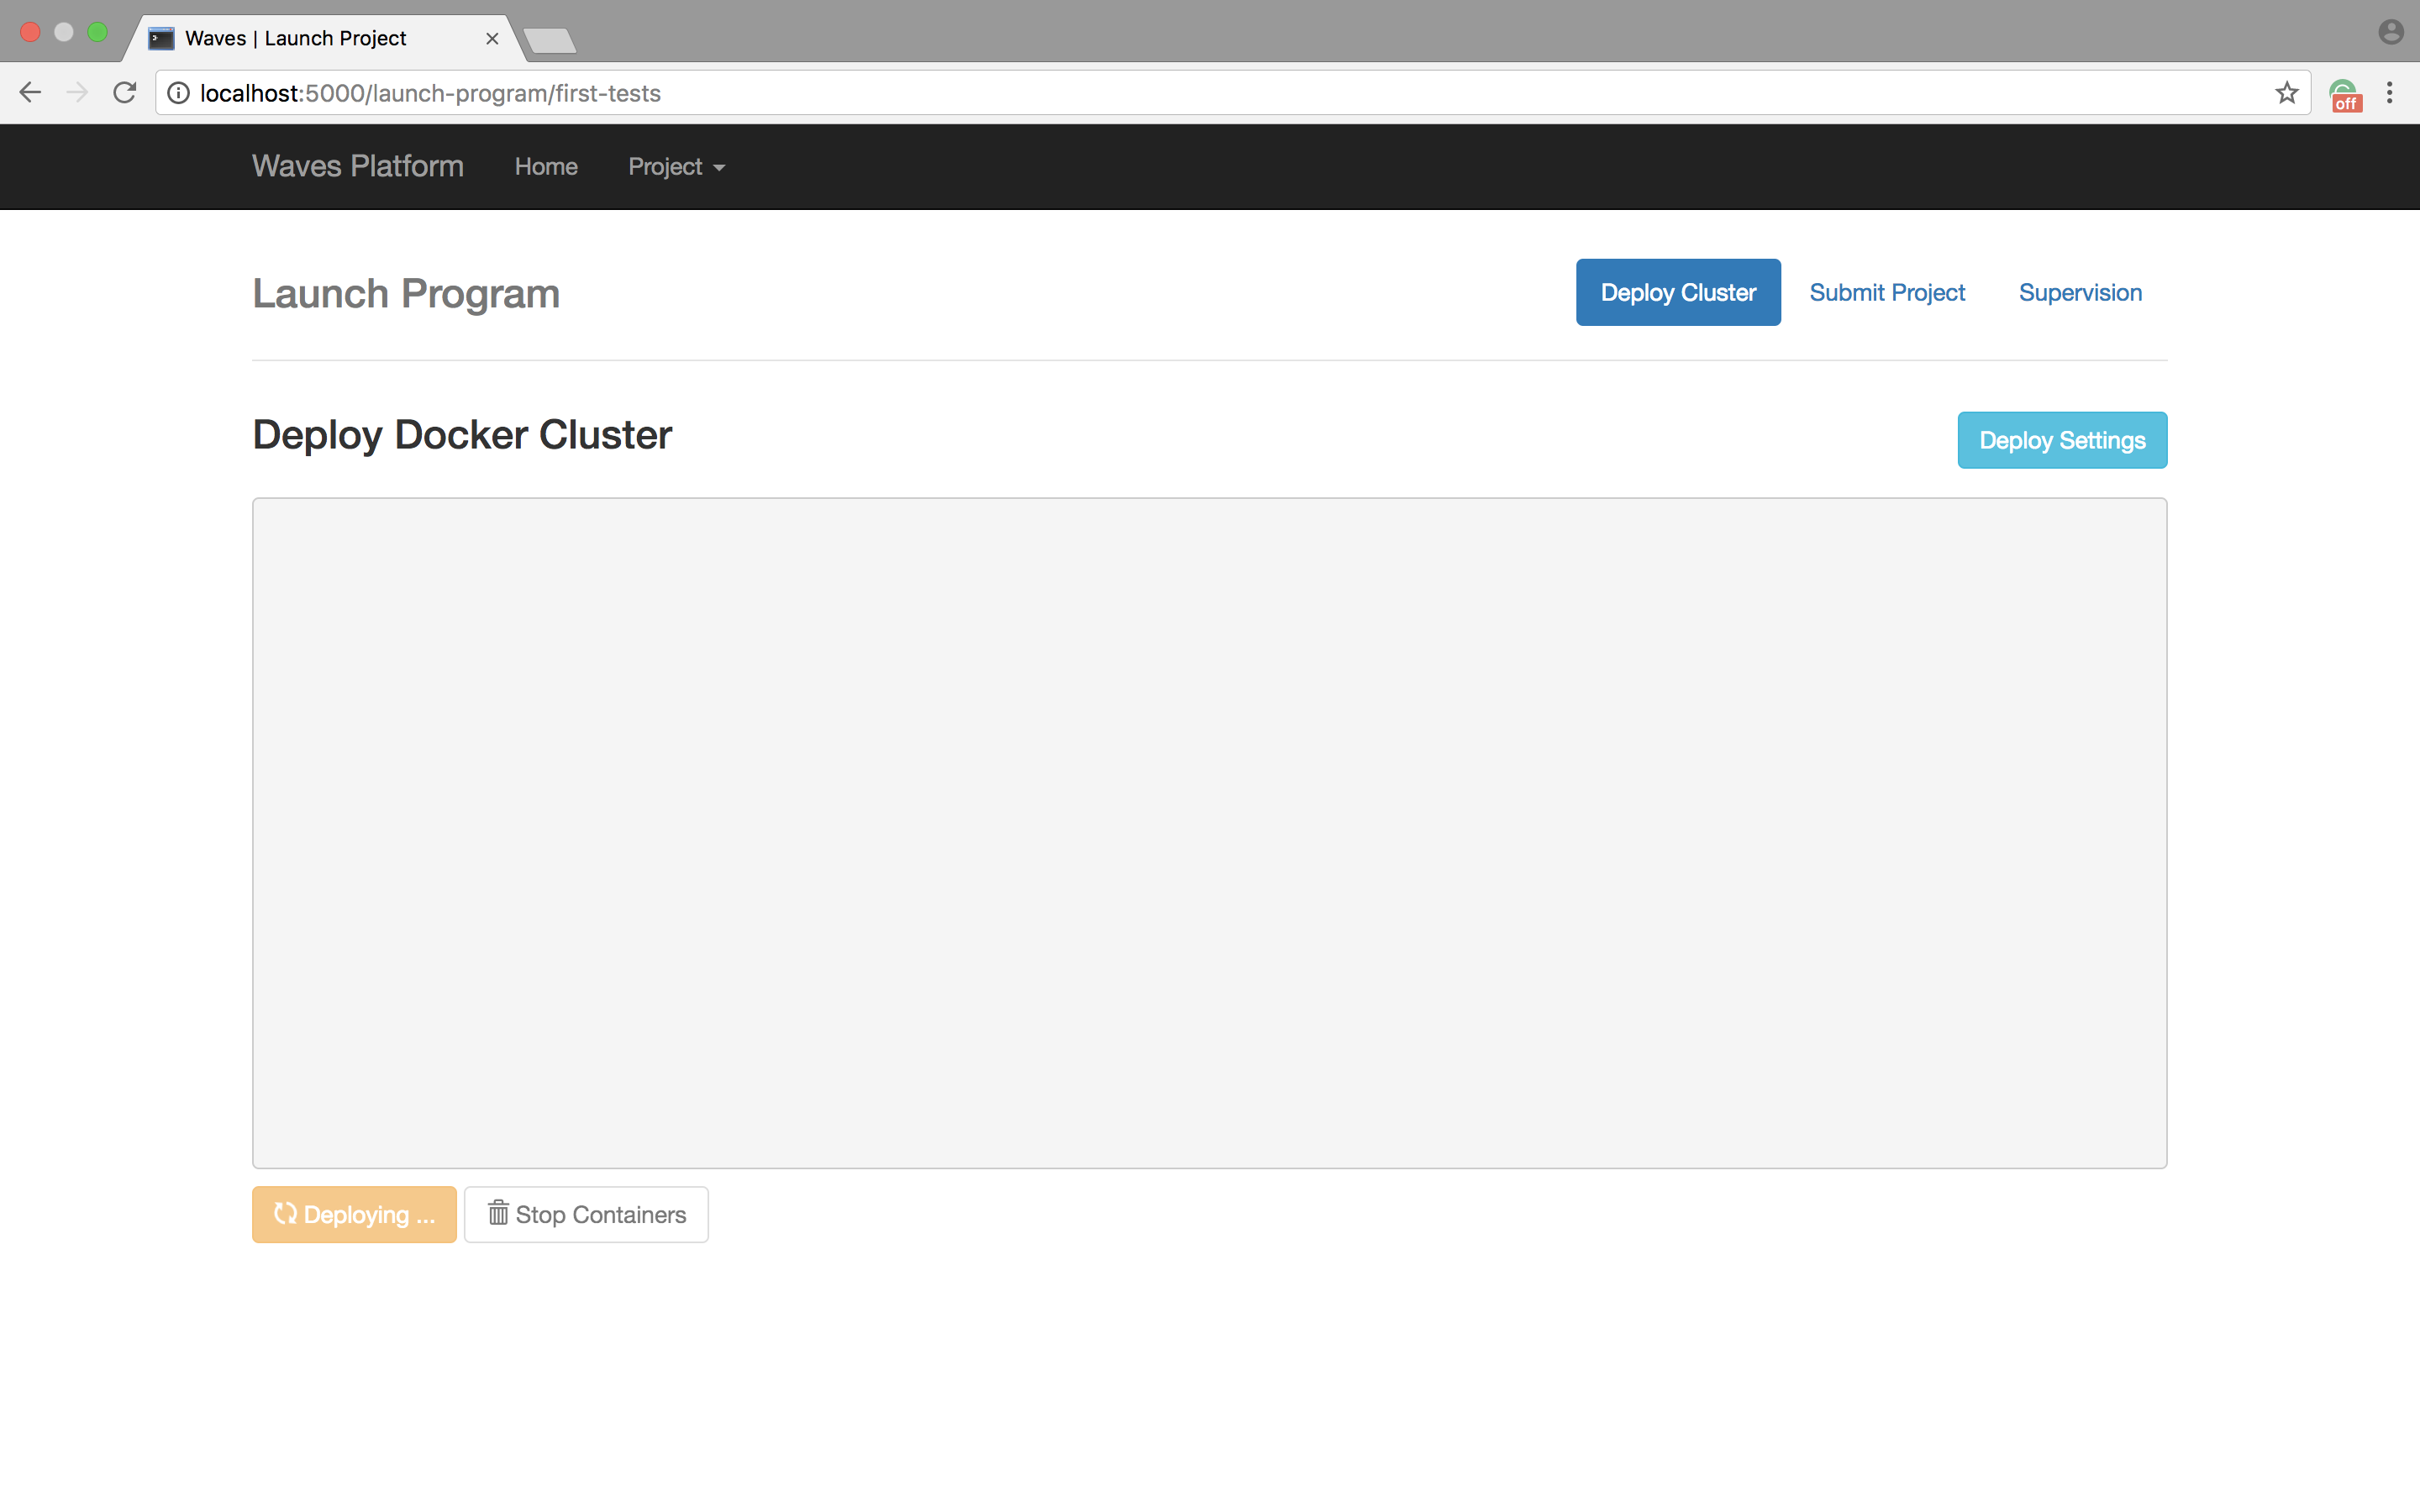 Waves | Launch Project
localhost:5000/launch-program/first-tests
off
Waves Platform Home Project
Launch Program Deploy Cluster Submit Project Supervision
Deploy Docker Cluster Deploy Settings
Deploying ... Stop Containers